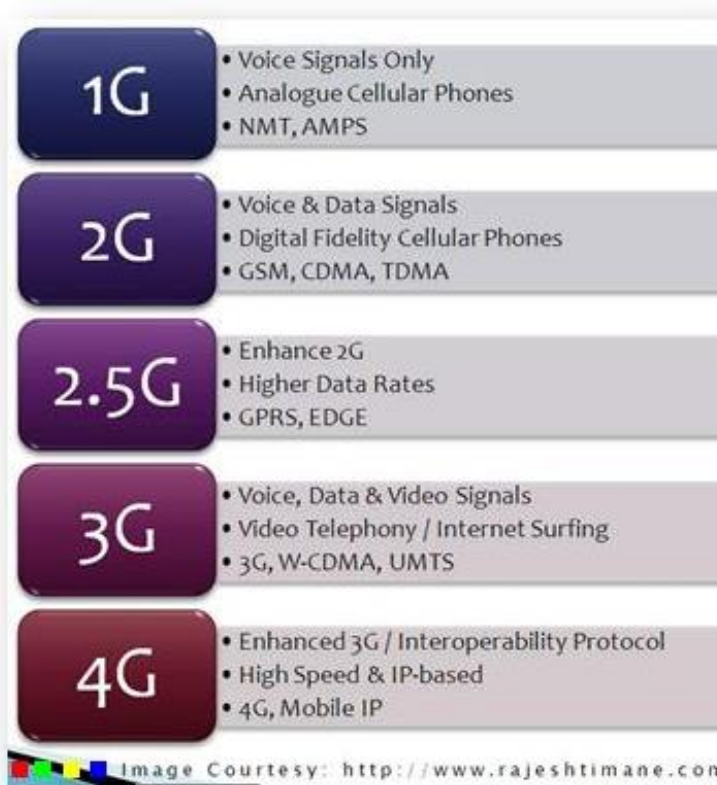 1G
• Voice Signals Only
• Analogue Cellular Phones
• NMT, AMPS
2G
• Voice & Data Signals
• Digital Fidelity Cellular Phones
• GSM, CDMA, TDMA
2.5G
• Enhance 2G
• Higher Data Rates
• GPRS, EDGE
3G
• Voice, Data & Video Signals
• Video Telephony / Internet Surfing
• 3G, W-CDMA, UMTS
4G
• Enhanced 3G / Interoperability Protocol
• High Speed & IP-based
• 4G, Mobile IP
Image Courtesy: http://www.rajeshtimane.com